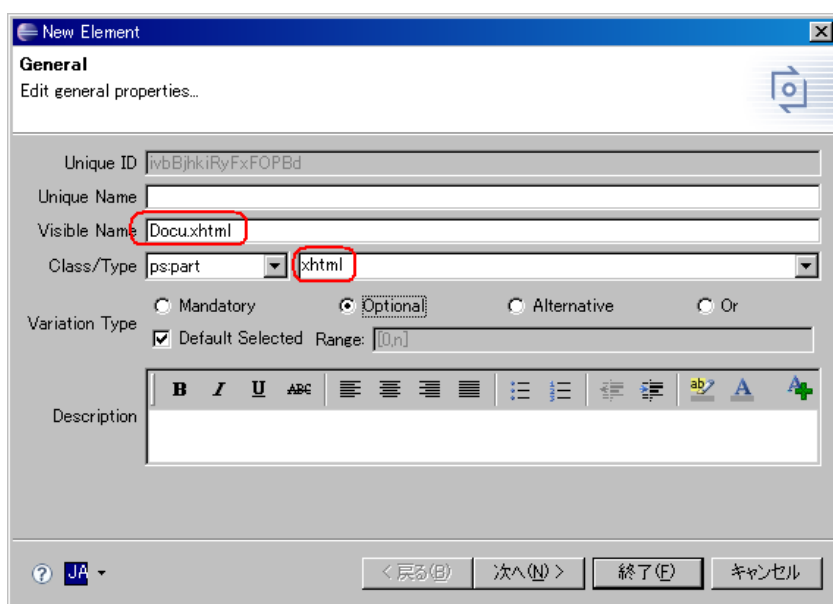 New Element
General
Edit general properties...
Unique ID ivbBjhkiRyFxFOPBd
Unique Name
Visible Name Docu.xhtml
Class/Type ps:part xhtml
Variation Type
Mandatory Optional Alternative Or
Default Selected Range: [0,n]
B I U ABC ab A A
Description
? JA
< 戻る(B) 次へ(N) > 終了(F) キャンセル